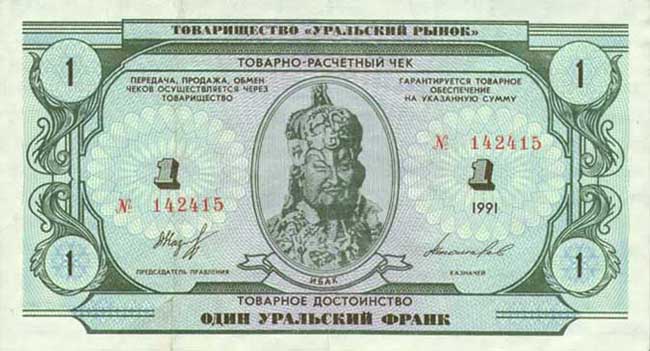 ТОВАРИЩЕСТВО «УРАЛЬСКИЙ РЫНОК»
ТОВАРНО-РАСЧЕТНЫЙ ЧЕК
1
1
ПЕРЕДАЧА, ПРОДАЖА, ОБМЕН
ЧЕКОВ ОСУЩЕСТВЛЯЕТСЯ ЧЕРЕЗ
ТОВАРИЩЕСТВО
ГАРАНТИРУЕТСЯ ТОВАРНОЕ
ОБЕСПЕЧЕНИЕ
НА УКАЗАННУЮ СУММУ
№ 142415
1
1
№ 142415
1991
ПРЕДСЕДАТЕЛЬ ПРАВЛЕНИЯ
ИБАК
КАЗНАЧЕЙ
1
1
ТОВАРНОЕ ДОСТОИНСТВО
ОДИН УРАЛЬСКИЙ ФРАНК